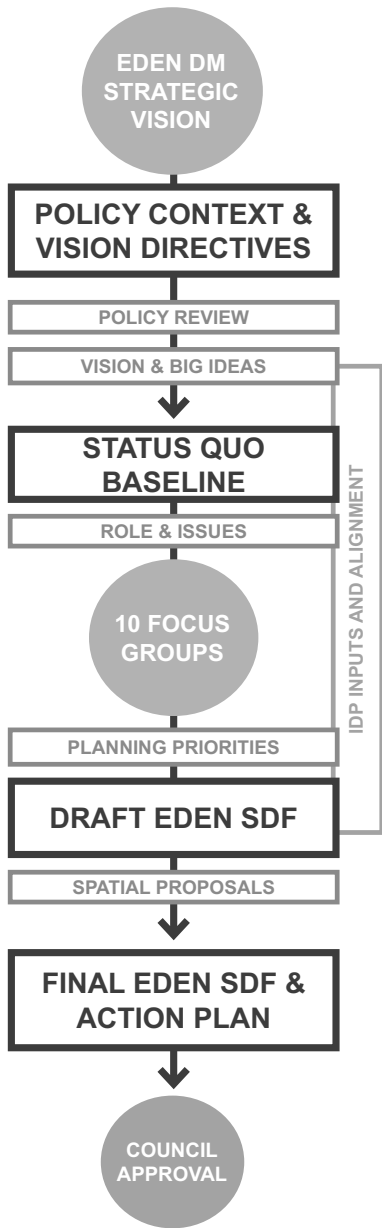 EDEN DM
STRATEGIC
VISION
POLICY CONTEXT &
VISION DIRECTIVES
POLICY REVIEW
VISION & BIG IDEAS
STATUS QUO
BASELINE
ROLE & ISSUES
10 FOCUS
GROUPS
IDP INPUTS AND ALIGNMENT
PLANNING PRIORITIES
DRAFT EDEN SDF
SPATIAL PROPOSALS
FINAL EDEN SDF &
ACTION PLAN
COUNCIL
APPROVAL